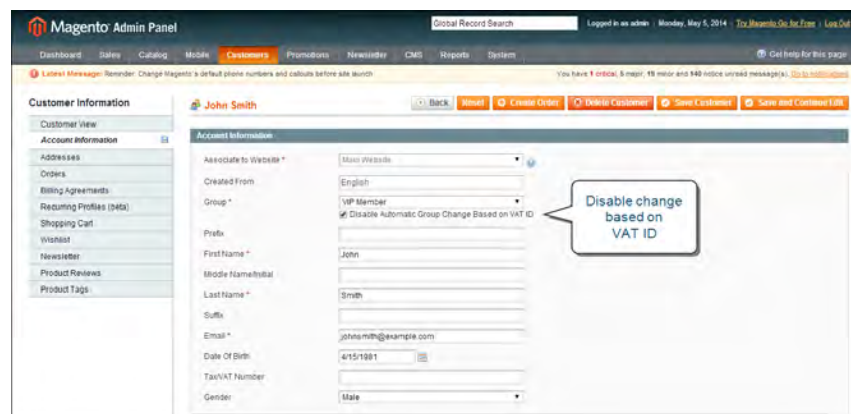 Magento Admin Panel
Global Record Search
Logged in as admin | Monday, May 5, 2014 | Try Magento Go for Free | Log Out
Dashboard Sales Catalog Mobile Customers Promotions Newsletter CMS Reports System
Get help for this page
Latest Message: Reminder: Change Magento's default phone numbers and callouts before site launch
You have 1 critical, 5 major, 19 minor and 140 notice unread message(s). Go to notifications
Customer Information
John Smith
Back Reset Create Order Delete Customer Save Customer Save and Continue Edit
Customer View
Account Information
Addresses
Orders
Billing Agreements
Recurring Profiles (beta)
Shopping Cart
Wishlist
Newsletter
Product Reviews
Product Tags
Account Information
Associate to Website * Main Website
Created From English
Group * VIP Member
Disable Automatic Group Change Based on VAT ID
Prefix
First Name * John
Middle Name/Initial
Last Name * Smith
Suffix
Email * johnsmith@example.com
Date Of Birth 4/15/1981
Tax/VAT Number
Gender Male
Disable change
based on
VAT ID